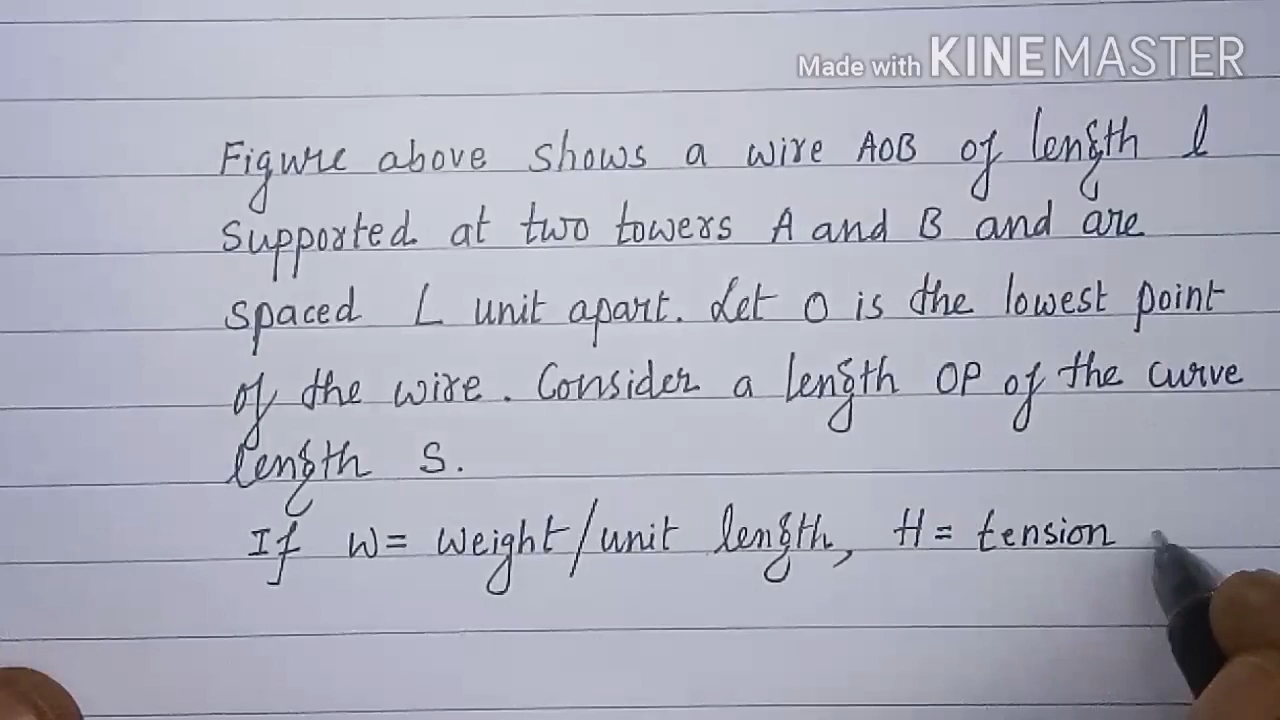 Made with KINEMASTER
Figure above shows a wire AOB of length l
supported at two towers A and B and are
spaced L unit apart. Let O is the lowest point
of the wire. Consider a length OP of the curve
length S.
If w = weight/unit length, H = tension